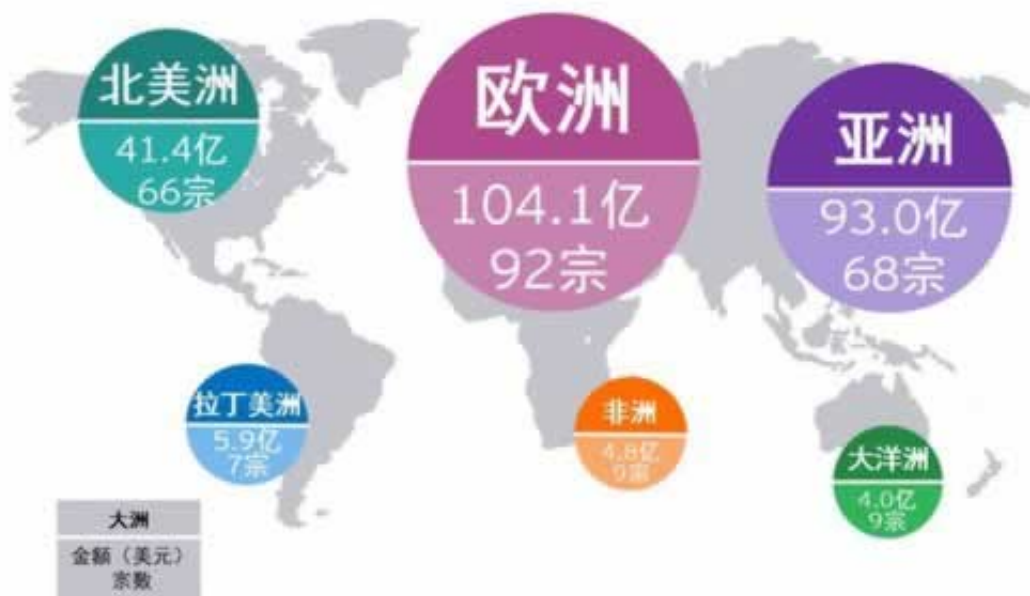 北美洲
41.4亿
66宗
欧洲
104.1亿
92宗
亚洲
93.0亿
68宗
拉丁美洲
5.9亿
7宗
非洲
4.8亿
9宗
大洋洲
4.0亿
9宗
大洲
金额（美元）
宗数